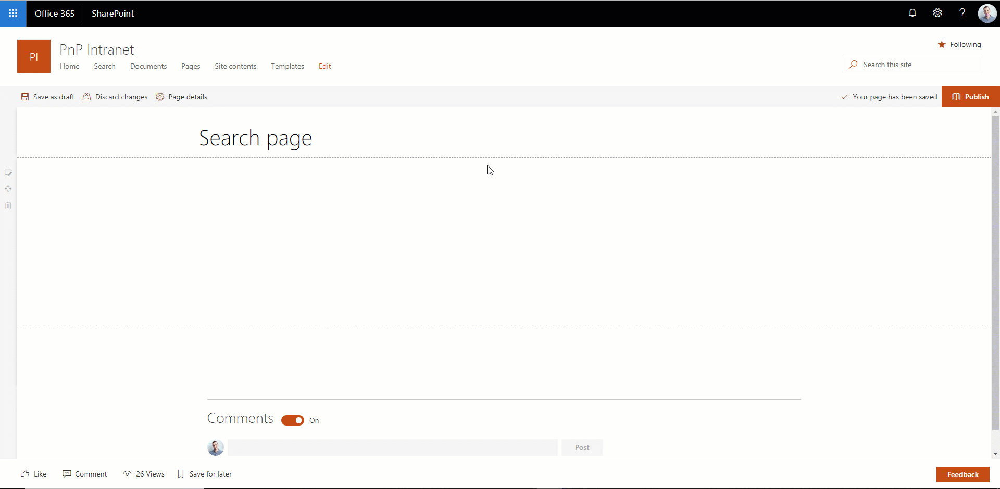 Office 365 SharePoint
PI
PnP Intranet
Following
Home Search Documents Pages Site contents Templates Edit
Search this site
Save as draft Discard changes Page details Your page has been saved Publish
Search page
Comments On
Post
Like Comment 26 Views Save for later Feedback